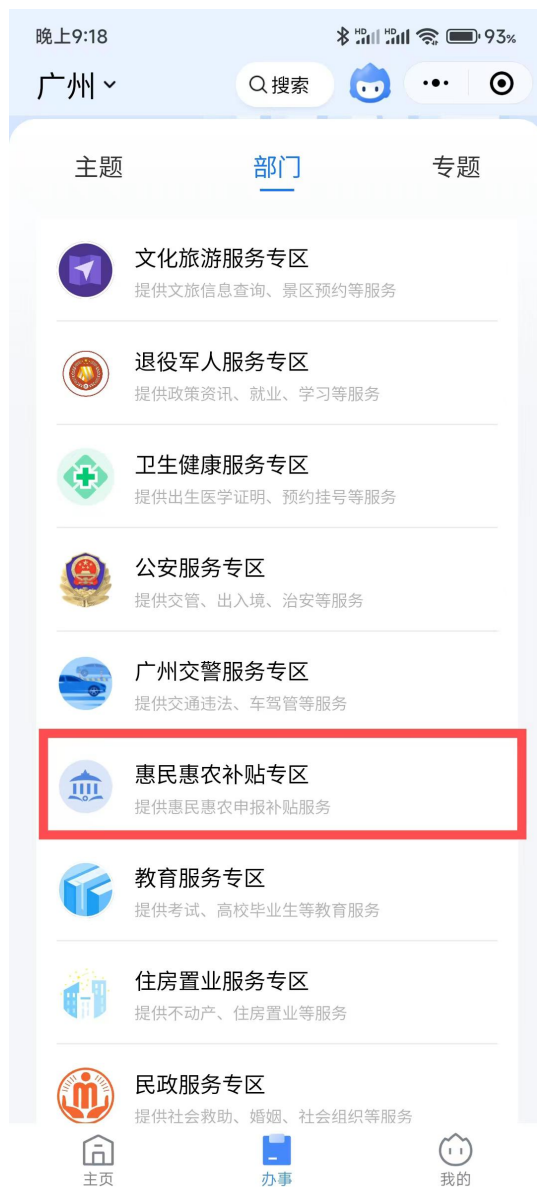 晚上9:18
HD HD 93%
广州
搜索
主题 部门 专题
文化旅游服务专区
提供文旅信息查询、景区预约等服务
退役军人服务专区
提供政策资讯、就业、学习等服务
卫生健康服务专区
提供出生医学证明、预约挂号等服务
公安服务专区
提供交管、出入境、治安等服务
广州交警服务专区
提供交通违法、车驾管等服务
惠民惠农补贴专区
提供惠民惠农申报补贴服务
教育服务专区
提供考试、高校毕业生等教育服务
住房置业服务专区
提供不动产、住房置业等服务
民政服务专区
提供社会救助、婚姻、社会组织等服务
主页 办事 我的